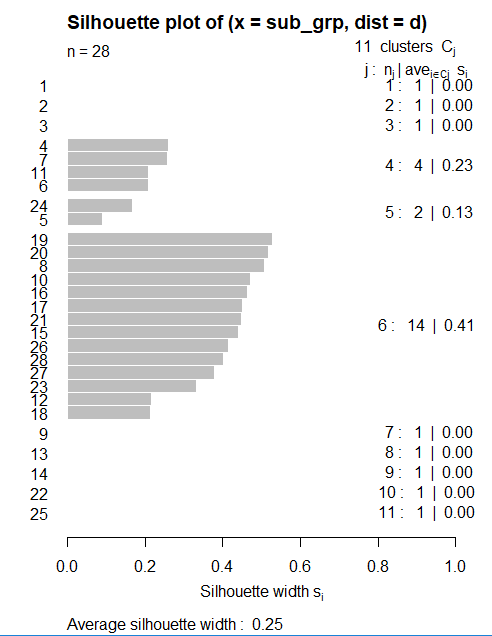 Silhouette plot of (x = sub_grp, dist = d)
n = 28
11 clusters Cj
j : nj | avei∈Cj si
1
1 : 1 | 0.00
2
2 : 1 | 0.00
3
3 : 1 | 0.00
4
7
4 : 4 | 0.23
11
6
24
5 : 2 | 0.13
5
19
20
8
10
16
17
21
6 : 14 | 0.41
15
26
28
27
23
12
18
9
7 : 1 | 0.00
13
8 : 1 | 0.00
14
9 : 1 | 0.00
22
10 : 1 | 0.00
25
11 : 1 | 0.00
0.0 0.2 0.4 0.6 0.8 1.0
Silhouette width si
Average silhouette width : 0.25